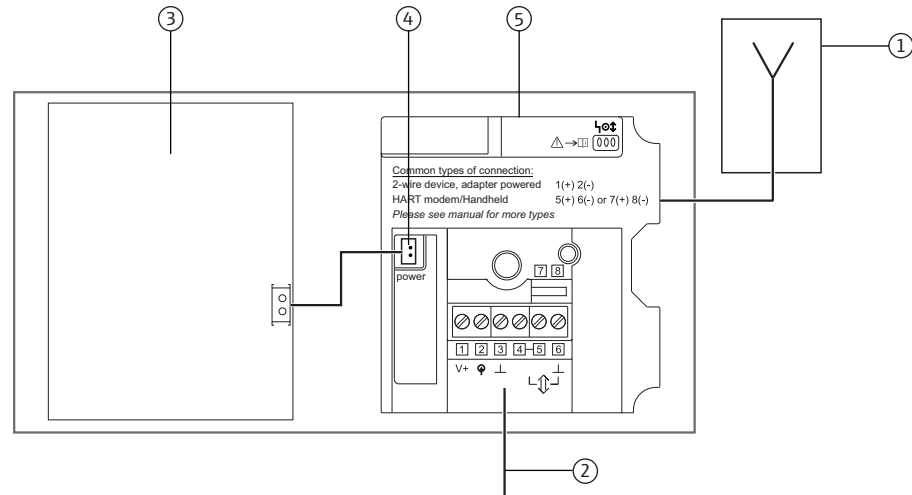 3 4 5
1
000
Common types of connection:
2-wire device, adapter powered 1(+) 2(-)
HART modem/Handheld 5(+) 6(-) or 7(+) 8(-)
Please see manual for more types
power
7 8
1 2 3 4 5 6
V+
2